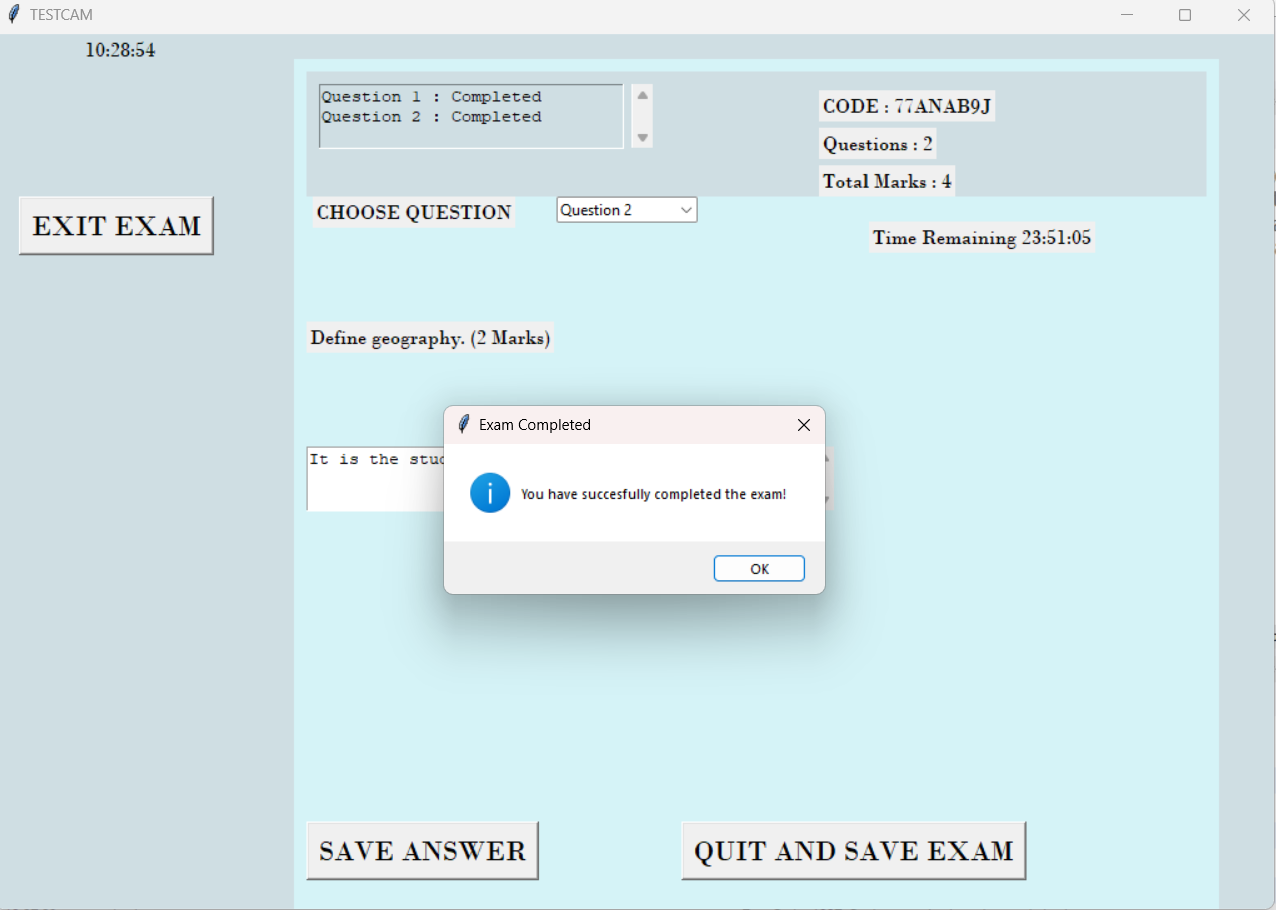 TESTCAM
10:28:54
Question 1 : Completed
Question 2 : Completed
CODE : 77ANAB9J
Questions : 2
Total Marks : 4
EXIT EXAM
CHOOSE QUESTION
Question 2
Time Remaining 23:51:05
Define geography. (2 Marks)
Exam Completed
It is the
You have succesfully completed the exam!
OK
SAVE ANSWER
QUIT AND SAVE EXAM